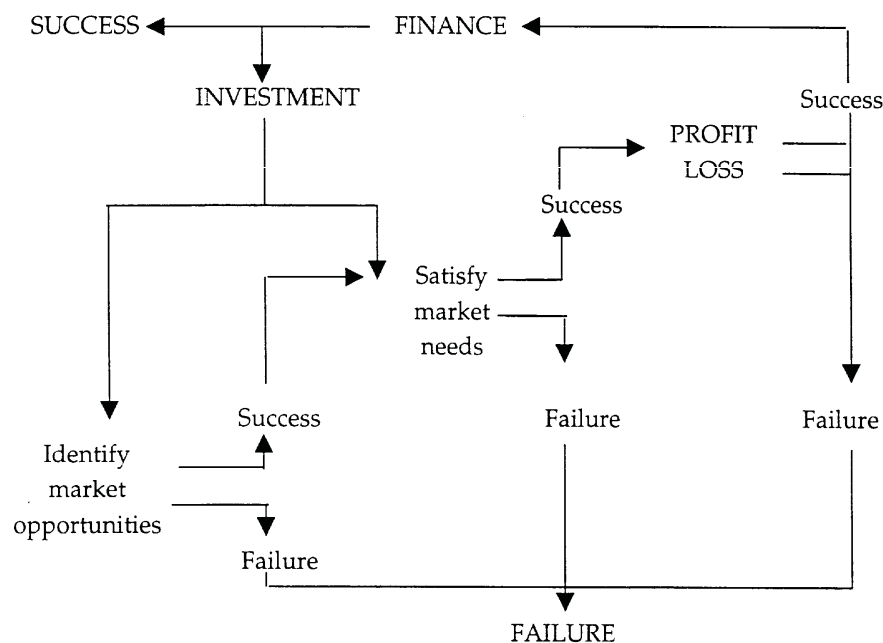 SUCCESS
FINANCE
INVESTMENT
Success
PROFIT
LOSS
Success
Satisfy
market
needs
Success
Failure
Failure
Identify
market
opportunities
Failure
FAILURE